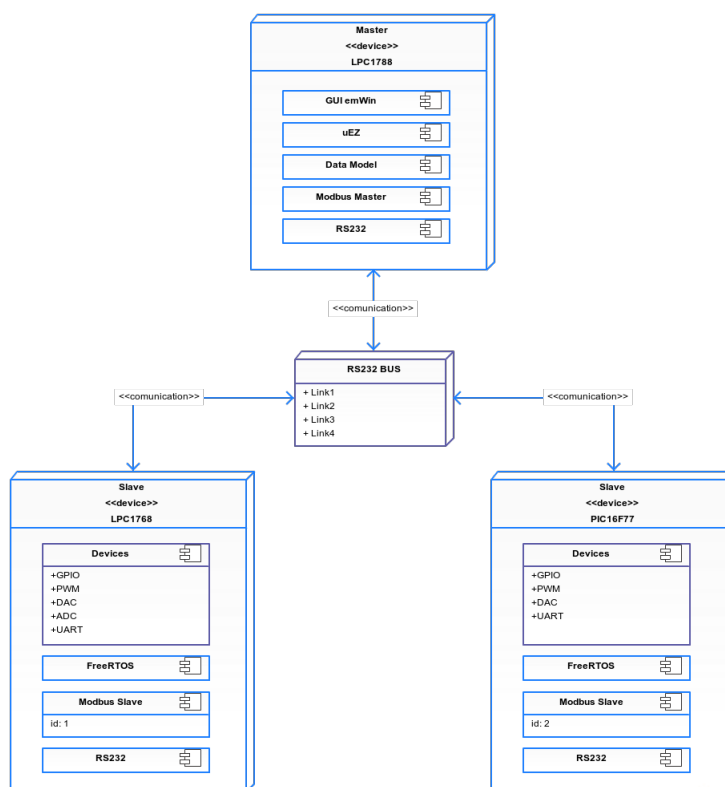 Master
<<device>>
LPC1788
GUI emWin
uEZ
Data Model
Modbus Master
RS232
<<comunication>>
RS232 BUS
+ Link1
+ Link2
+ Link3
+ Link4
<<comunication>>
<<comunication>>
Slave
<<device>>
LPC1768
Devices
+GPIO
+PWM
+DAC
+ADC
+UART
FreeRTOS
Modbus Slave
id: 1
RS232
Slave
<<device>>
PIC16F77
Devices
+GPIO
+PWM
+DAC
+UART
FreeRTOS
Modbus Slave
id: 2
RS232